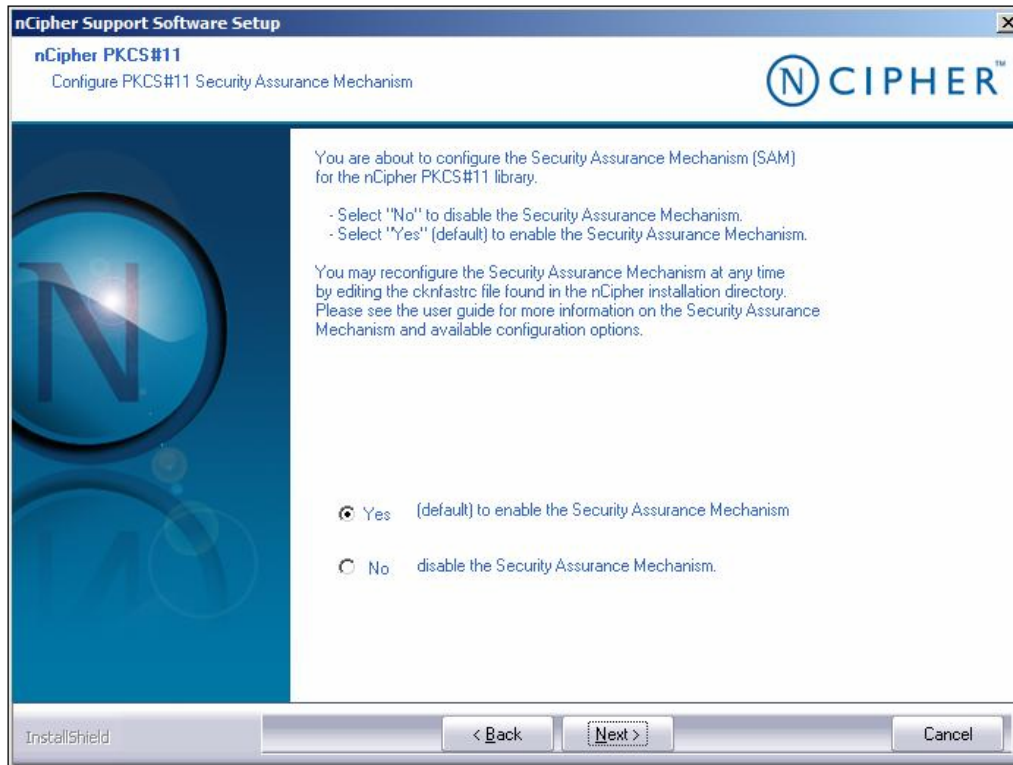 nCipher Support Software Setup
nCipher PKCS#11
Configure PKCS#11 Security Assurance Mechanism
N CIPHER™
You are about to configure the Security Assurance Mechanism (SAM)
for the nCipher PKCS#11 library.
- Select "No" to disable the Security Assurance Mechanism.
- Select "Yes" (default) to enable the Security Assurance Mechanism.
You may reconfigure the Security Assurance Mechanism at any time
by editing the cknfastrc file found in the nCipher installation directory.
Please see the user guide for more information on the Security Assurance
Mechanism and available configuration options.
N
Yes (default) to enable the Security Assurance Mechanism
No disable the Security Assurance Mechanism.
InstallShield
< Back
Next >
Cancel